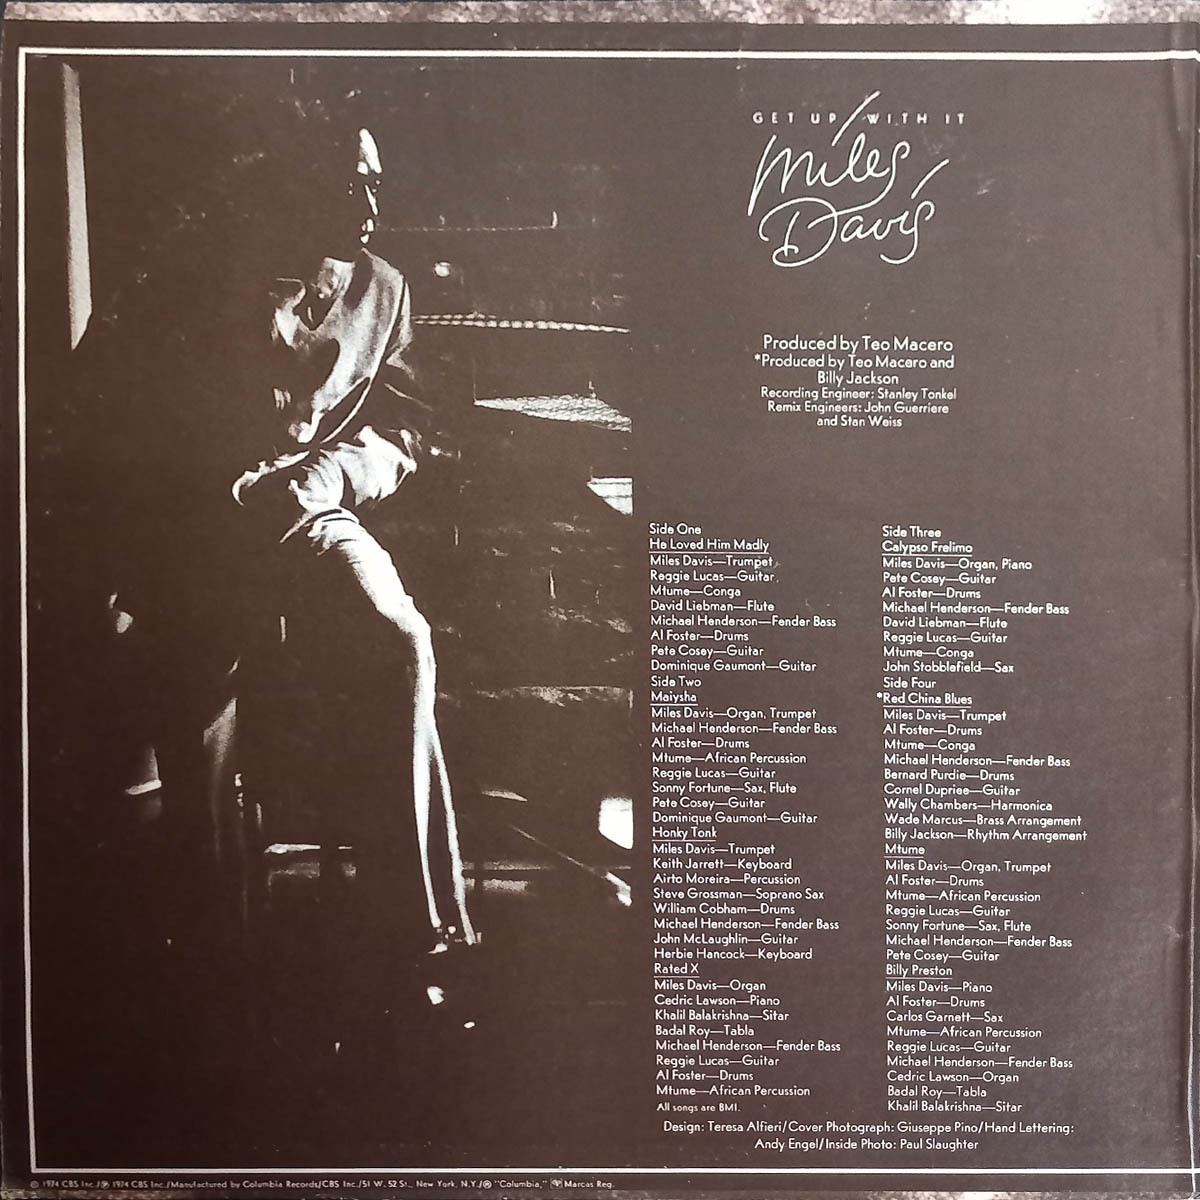 GET UP WITH IT
Miles
Davis
Produced by Teo Macero
*Produced by Teo Macero and
Billy Jackson
Recording Engineer: Stanley Tonkel
Remix Engineers: John Guerriere
and Stan Weiss
Side One
He Loved Him Madly
Miles Davis—Trumpet
Reggie Lucas—Guitar
Mtume—Conga
David Liebman—Flute
Michael Henderson—Fender Bass
Al Foster—Drums
Pete Cosey—Guitar
Dominique Gaumont—Guitar
Side Two
Maiysha
Miles Davis—Organ, Trumpet
Michael Henderson—Fender Bass
Al Foster—Drums
Mtume—African Percussion
Reggie Lucas—Guitar
Sonny Fortune—Sax, Flute
Pete Cosey—Guitar
Dominique Gaumont—Guitar
Honky Tonk
Miles Davis—Trumpet
Keith Jarrett—Keyboard
Airto Moreira—Percussion
Steve Grossman—Soprano Sax
William Cobham—Drums
Michael Henderson—Fender Bass
John McLaughlin—Guitar
Herbie Hancock—Keyboard
Rated X
Miles Davis—Organ
Cedric Lawson—Piano
Khalil Balakrishna—Sitar
Badal Roy—Tabla
Michael Henderson—Fender Bass
Reggie Lucas—Guitar
Al Foster—Drums
Mtume—African Percussion
All songs are BMI.
Side Three
Calypso Frelimo
Miles Davis—Organ, Piano
Pete Cosey—Guitar
Al Foster—Drums
Michael Henderson—Fender Bass
David Liebman—Flute
Reggie Lucas—Guitar
Mtume—Conga
John Stobblefield—Sax
Side Four
*Red China Blues
Miles Davis—Trumpet
Al Foster—Drums
Mtume—Conga
Michael Henderson—Fender Bass
Bernard Purdie—Drums
Cornel Dupriee—Guitar
Wally Chambers—Harmonica
Wade Marcus—Brass Arrangement
Billy Jackson—Rhythm Arrangement
Mtume
Miles Davis—Organ, Trumpet
Al Foster—Drums
Mtume—African Percussion
Reggie Lucas—Guitar
Sonny Fortune—Sax, Flute
Michael Henderson—Fender Bass
Pete Cosey—Guitar
Billy Preston
Miles Davis—Piano
Al Foster—Drums
Carlos Garnett—Sax
Mtume—African Percussion
Reggie Lucas—Guitar
Michael Henderson—Fender Bass
Cedric Lawson—Organ
Badal Roy—Tabla
Khalil Balakrishna—Sitar
Design: Teresa Alfieri/Cover Photograph: Giuseppe Pino/Hand Lettering:
Andy Engel/Inside Photo: Paul Slaughter
© 1974 CBS Inc./℗ 1974 CBS Inc./Manufactured by Columbia Records/CBS Inc./51 W. 52 St., New York, N.Y./® "Columbia," Marcas Reg.